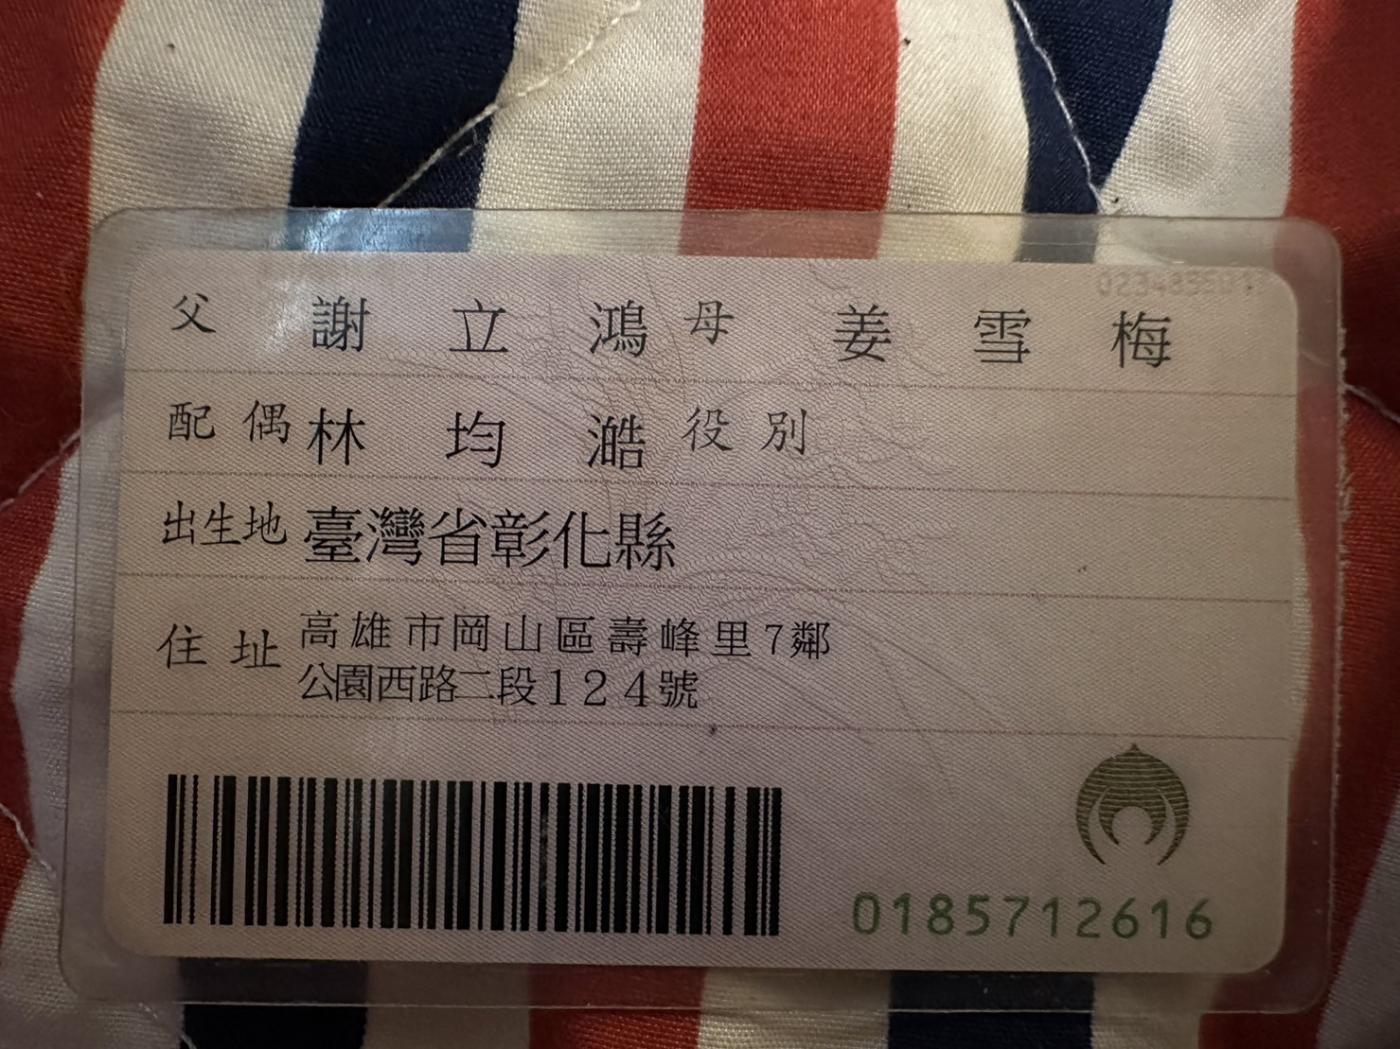 父 謝立鴻 母 姜雪梅
配偶 林均澔 役別
出生地 臺灣省彰化縣
住址 高雄市岡山區壽峰里7鄰
公園西路二段124號
0185712616